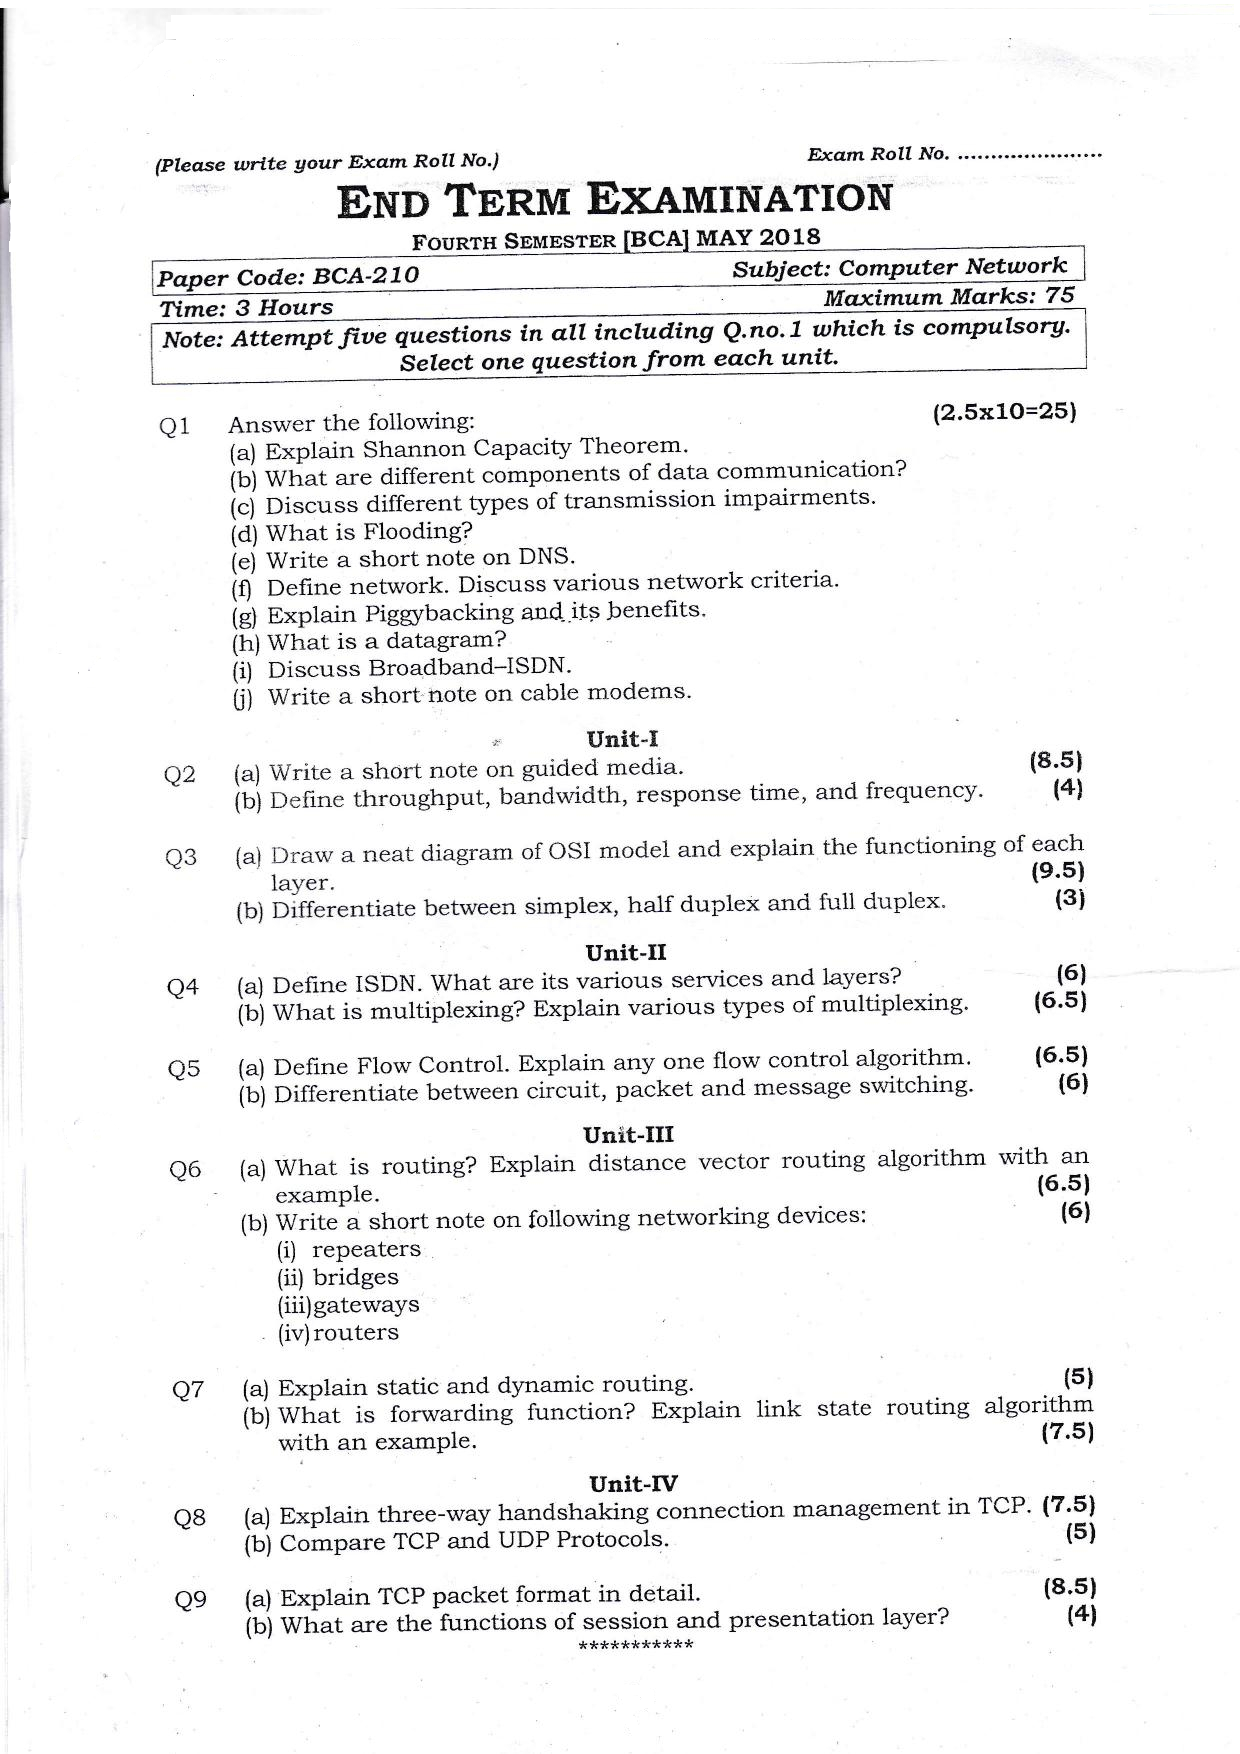 (Please write your Exam Roll No.) Exam Roll No. ......................
END TERM EXAMINATION
FOURTH SEMESTER [BCA] MAY 2018
Paper Code: BCA-210 Subject: Computer Network
Time: 3 Hours Maximum Marks: 75
Note: Attempt five questions in all including Q.no.1 which is compulsory.
Select one question from each unit.
Q1 Answer the following: (2.5x10=25)
(a) Explain Shannon Capacity Theorem.
(b) What are different components of data communication?
(c) Discuss different types of transmission impairments.
(d) What is Flooding?
(e) Write a short note on DNS.
(f) Define network. Discuss various network criteria.
(g) Explain Piggybacking and its benefits.
(h) What is a datagram?
(i) Discuss Broadband–ISDN.
(j) Write a short note on cable modems.
Unit-I
Q2 (a) Write a short note on guided media. (8.5)
(b) Define throughput, bandwidth, response time, and frequency. (4)
Q3 (a) Draw a neat diagram of OSI model and explain the functioning of each
layer. (9.5)
(b) Differentiate between simplex, half duplex and full duplex. (3)
Unit-II
Q4 (a) Define ISDN. What are its various services and layers? (6)
(b) What is multiplexing? Explain various types of multiplexing. (6.5)
Q5 (a) Define Flow Control. Explain any one flow control algorithm. (6.5)
(b) Differentiate between circuit, packet and message switching. (6)
Unit-III
Q6 (a) What is routing? Explain distance vector routing algorithm with an
example. (6.5)
(b) Write a short note on following networking devices: (6)
(i) repeaters
(ii) bridges
(iii)gateways
(iv) routers
Q7 (a) Explain static and dynamic routing. (5)
(b) What is forwarding function? Explain link state routing algorithm
with an example. (7.5)
Unit-IV
Q8 (a) Explain three-way handshaking connection management in TCP. (7.5)
(b) Compare TCP and UDP Protocols. (5)
Q9 (a) Explain TCP packet format in detail. (8.5)
(b) What are the functions of session and presentation layer? (4)
***********